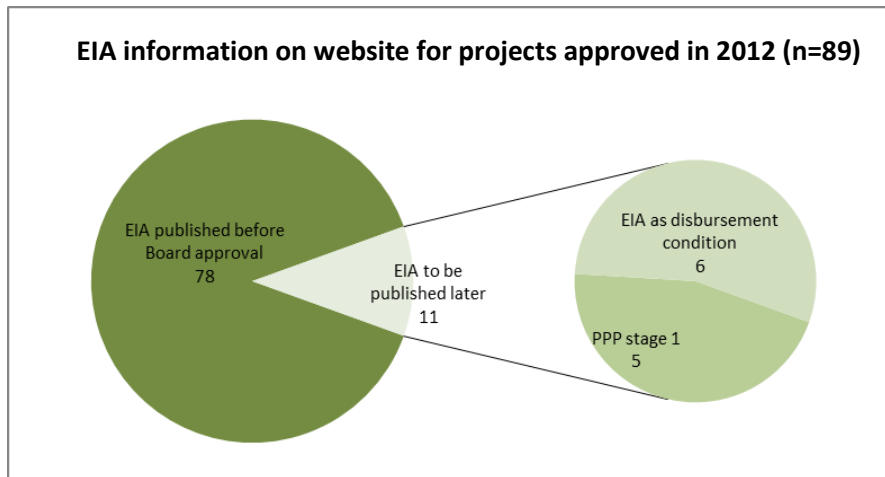 EIA information on website for projects approved in 2012 (n=89)
EIA published before
Board approval
78
EIA to be
published later
11
EIA as disbursement
condition
6
PPP stage 1
5